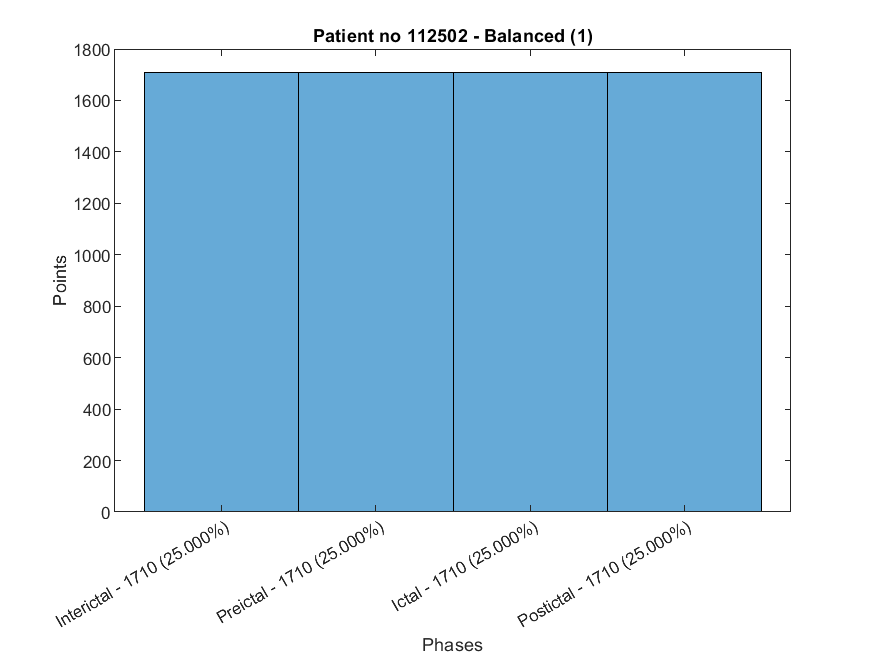 Patient no 112502 - Balanced (1)
1800
1600
1400
1200
1000
800
600
400
200
0
Points
Interictal - 1710 (25.000%)
Preictal - 1710 (25.000%)
Ictal - 1710 (25.000%)
Postictal - 1710 (25.000%)
Phases